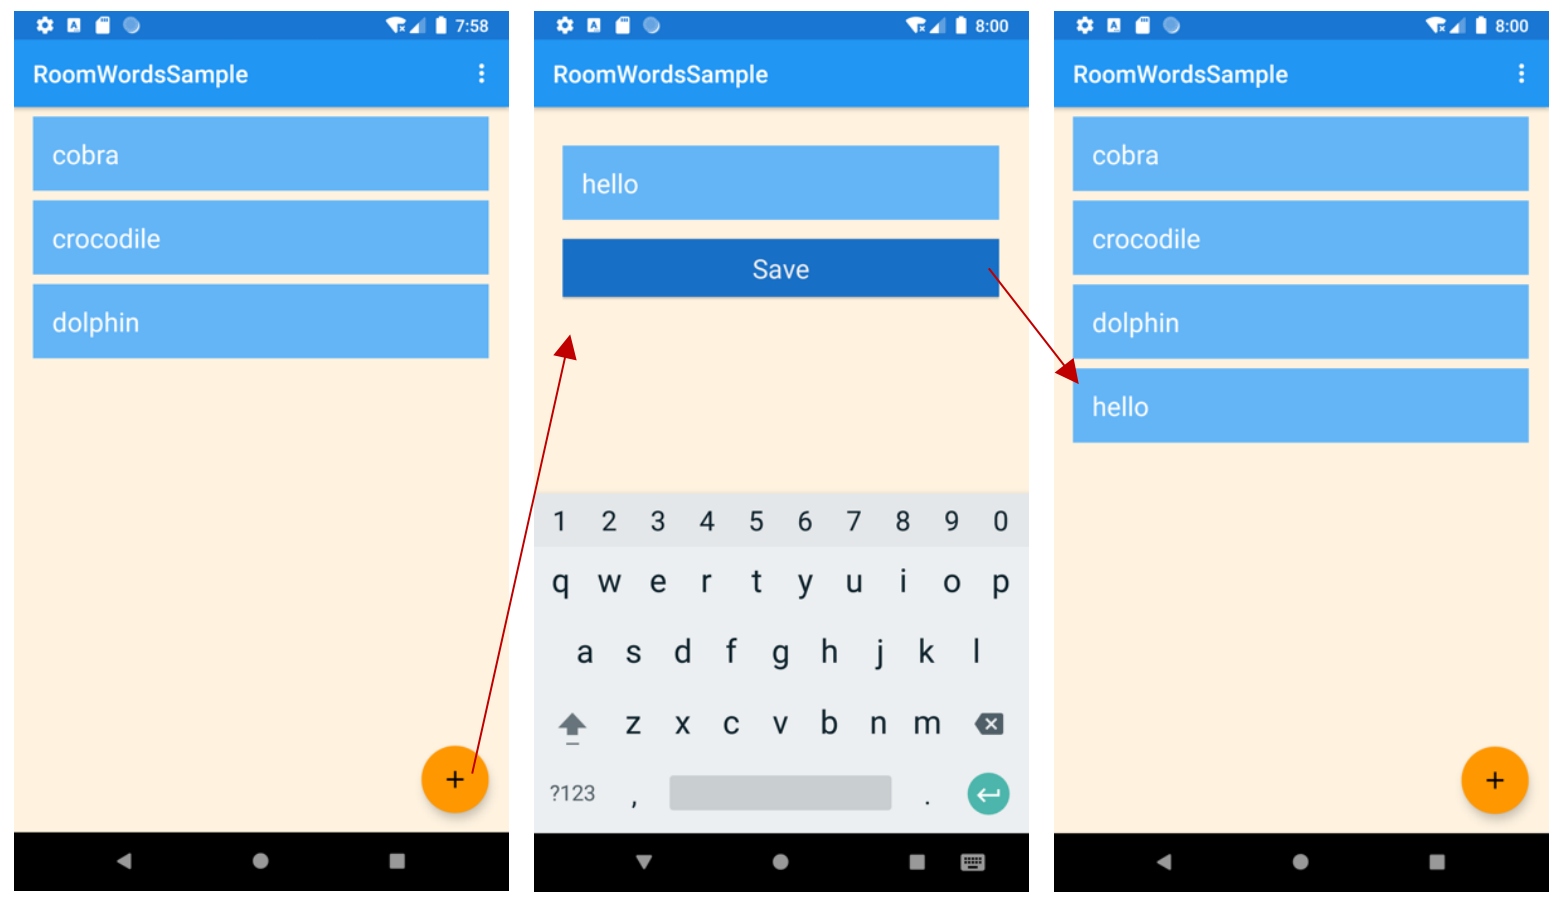 7:58
RoomWordsSample
cobra
crocodile
dolphin
+
8:00
RoomWordsSample
hello
Save
1 2 3 4 5 6 7 8 9 0
q w e r t y u i o p
a s d f g h j k l
z x c v b n m
?123 , .
8:00
RoomWordsSample
cobra
crocodile
dolphin
hello
+